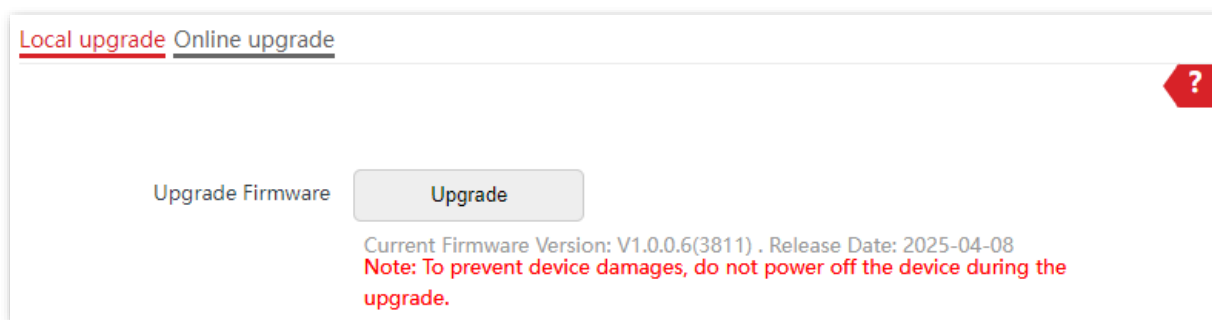 Local upgrade Online upgrade
?
Upgrade Firmware Upgrade
Current Firmware Version: V1.0.0.6(3811) . Release Date: 2025-04-08
Note: To prevent device damages, do not power off the device during the
upgrade.